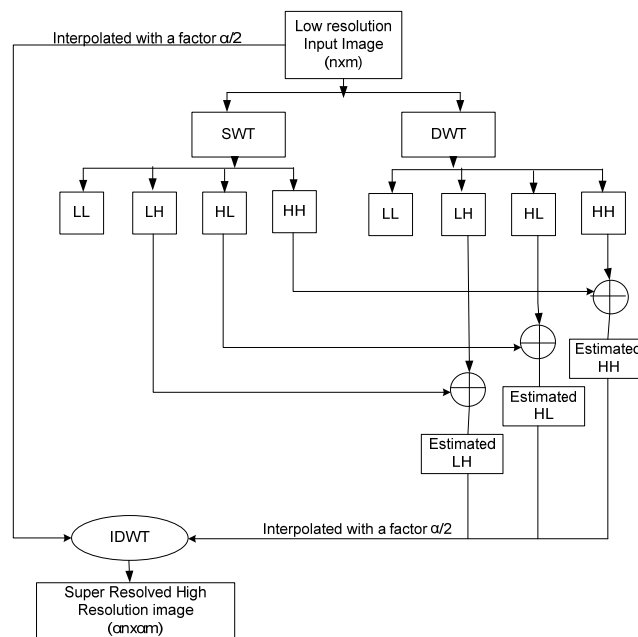 Low resolution
Input Image
(nxm)
Interpolated with a factor α/2
SWT
DWT
LL
LH
HL
HH
LL
LH
HL
HH
Estimated
HH
Estimated
HL
Estimated
LH
Interpolated with a factor α/2
IDWT
Super Resolved High
Resolution image
(αnxαm)